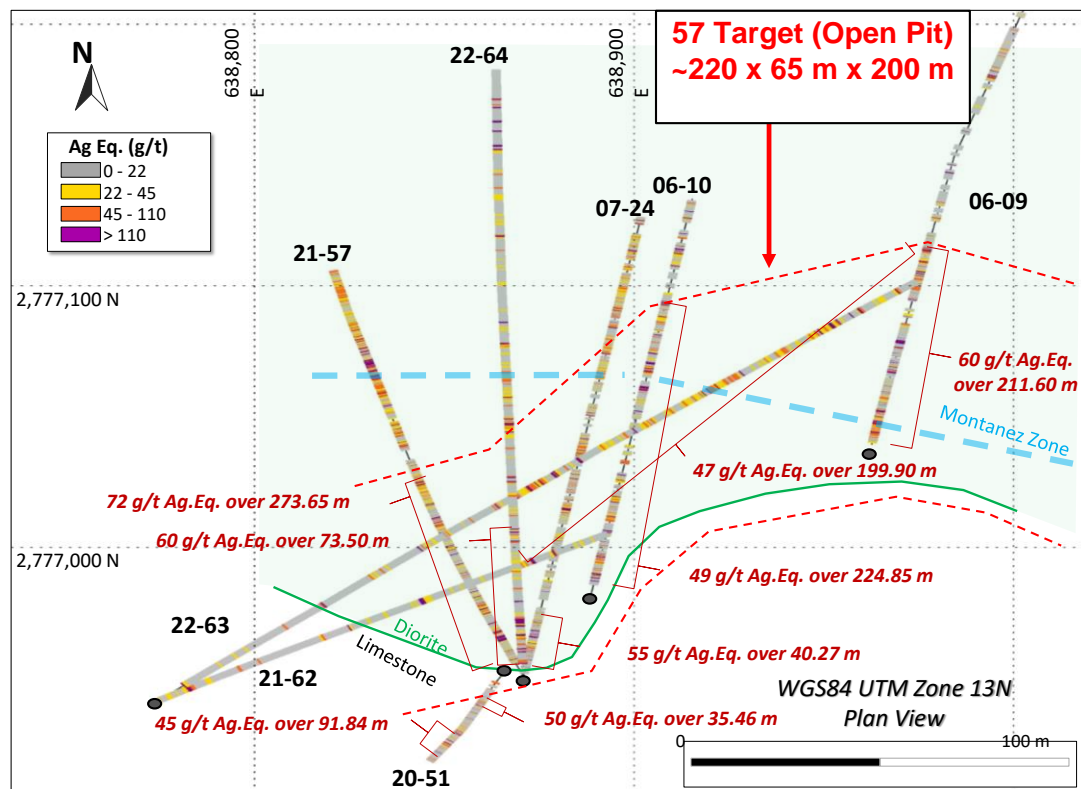 57 Target (Open Pit)
~220 x 65 m x 200 m
N
638,800
E
638,900
E
22-64
06-10
07-24
06-09
21-57
Ag Eq. (g/t)
0 - 22
22 - 45
45 - 110
> 110
2,777,100 N
60 g/t Ag.Eq.
over 211.60 m
Montanez Zone
47 g/t Ag.Eq. over 199.90 m
72 g/t Ag.Eq. over 273.65 m
60 g/t Ag.Eq. over 73.50 m
2,777,000 N
49 g/t Ag.Eq. over 224.85 m
22-63
21-62
Diorite
Limestone
55 g/t Ag.Eq. over 40.27 m
45 g/t Ag.Eq. over 91.84 m
50 g/t Ag.Eq. over 35.46 m
20-51
WGS84 UTM Zone 13N
Plan View
0
100 m